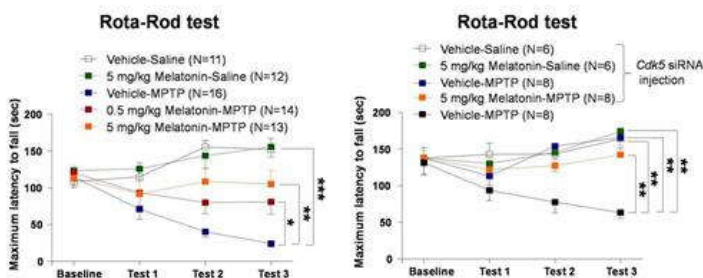 Rota-Rod test
Vehicle-Saline (N=11)
5 mg/kg Melatonin-Saline (N=12)
Vehicle-MPTP (N=16)
0.5 mg/kg Melatonin-MPTP (N=14)
5 mg/kg Melatonin-MPTP (N=13)
Maximum latency to fall (sec)
200
150
100
50
0
***
**
*
Baseline
Test 1
Test 2
Test 3
Rota-Rod test
Vehicle-Saline (N=6)
5 mg/kg Melatonin-Saline (N=6)
Vehicle-MPTP (N=8)
5 mg/kg Melatonin-MPTP (N=8)
Vehicle-MPTP (N=8)
Cdk5 siRNA
injection
Maximum latency to fall (sec)
200
150
100
50
0
**
**
**
**
Baseline
Test 1
Test 2
Test 3